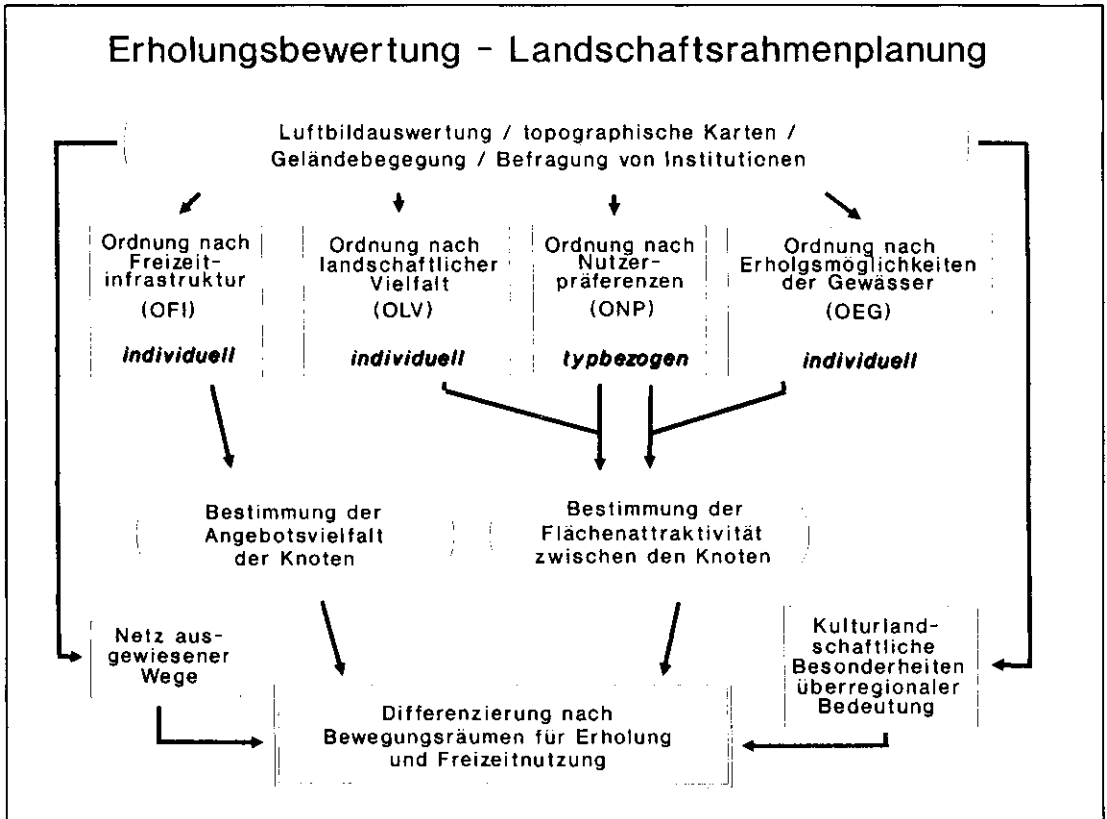 Erholungsbewertung - Landschaftsrahmenplanung
Luftbildauswertung / topographische Karten /
Geländebegegung / Befragung von Institutionen
Ordnung nach
Freizeit-
infrastruktur
(OFI)
individuell
Ordnung nach
landschaftlicher
Vielfalt
(OLV)
individuell
Ordnung nach
Nutzer-
präferenzen
(ONP)
typbezogen
Ordnung nach
Erholgsmöglichkeiten
der Gewässer
(OEG)
individuell
Bestimmung der
Angebotsvielfalt
der Knoten
Bestimmung der
Flächenattraktivität
zwischen den Knoten
Netz aus-
gewiesener
Wege
Kulturland-
schaftliche
Besonderheiten
überregionaler
Bedeutung
Differenzierung nach
Bewegungsräumen für Erholung
und Freizeitnutzung